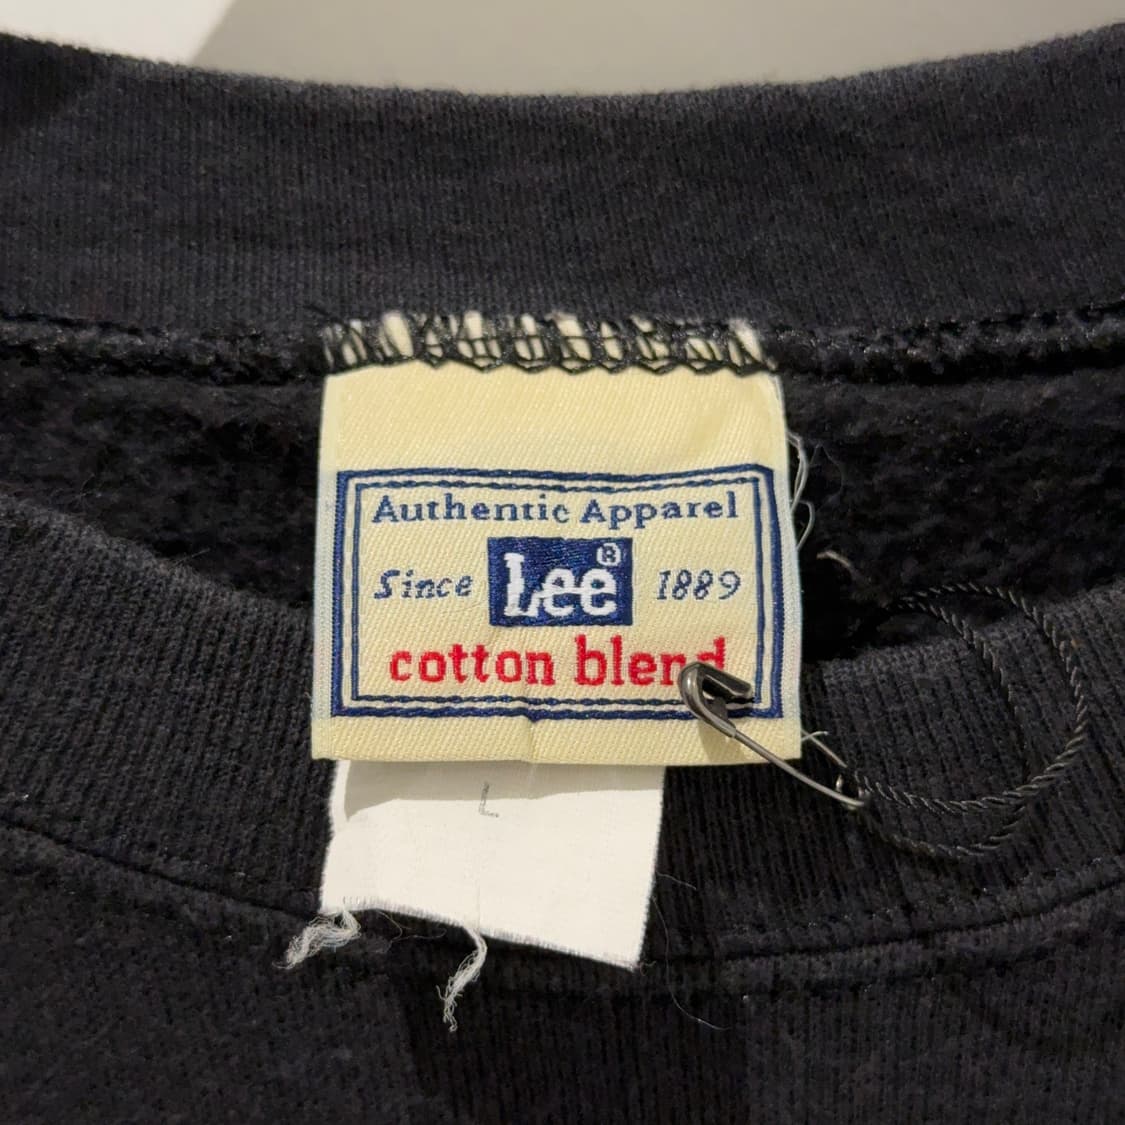 Authentic Apparel
Since Lee® 1889
cotton blend
L